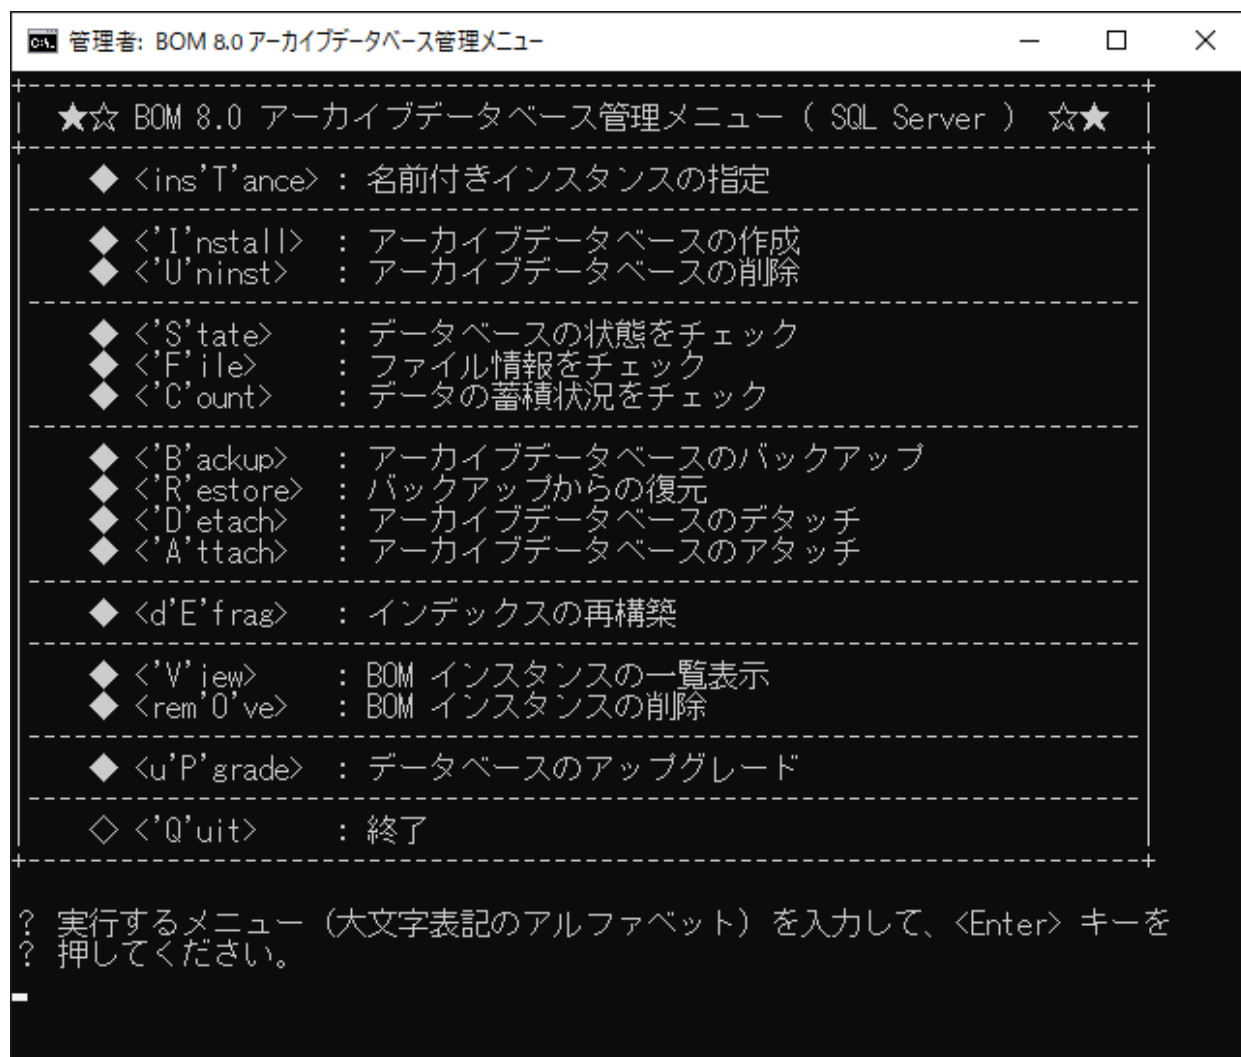 管理者: BOM 8.0 アーカイブデータベース管理メニュー
★☆ BOM 8.0 アーカイブデータベース管理メニュー ( SQL Server ) ☆★
◆ <ins'T'ance> : 名前付きインスタンスの指定
◆ <'I'nstall> : アーカイブデータベースの作成
◆ <'U'ninst> : アーカイブデータベースの削除
◆ <'S'tate> : データベースの状態をチェック
◆ <'F'ile> : ファイル情報をチェック
◆ <'C'ount> : データの蓄積状況をチェック
◆ <'B'ackup> : アーカイブデータベースのバックアップ
◆ <'R'estore> : バックアップからの復元
◆ <'D'etach> : アーカイブデータベースのデタッチ
◆ <'A'ttach> : アーカイブデータベースのアタッチ
◆ <d'E'frag> : インデックスの再構築
◆ <'V'iew> : BOM インスタンスの一覧表示
◆ <rem'O've> : BOM インスタンスの削除
◆ <u'P'grade> : データベースのアップグレード
◇ <'Q'uit> : 終了
? 実行するメニュー（大文字表記のアルファベット）を入力して、<Enter> キーを
? 押してください。